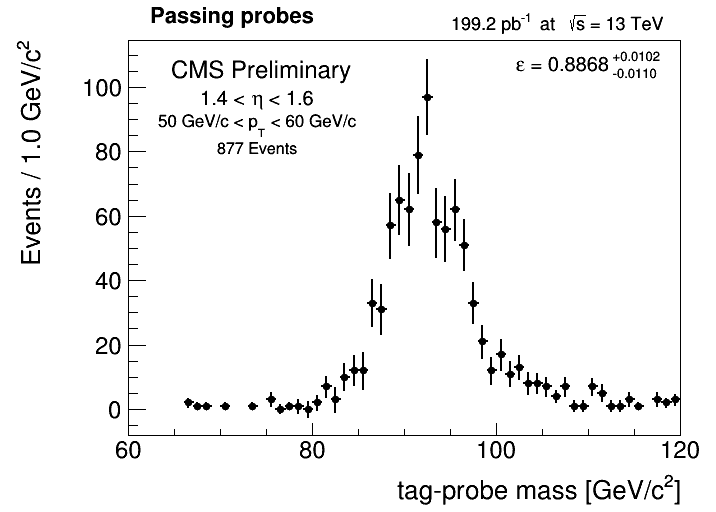 Passing probes
199.2 pb⁻¹ at √s = 13 TeV
CMS Preliminary
ε = 0.8868 +0.0102 -0.0110
1.4 < η < 1.6
50 GeV/c < p_T < 60 GeV/c
877 Events
Events / 1.0 GeV/c²
100
80
60
40
20
0
60 80 100 120
tag-probe mass [GeV/c²]